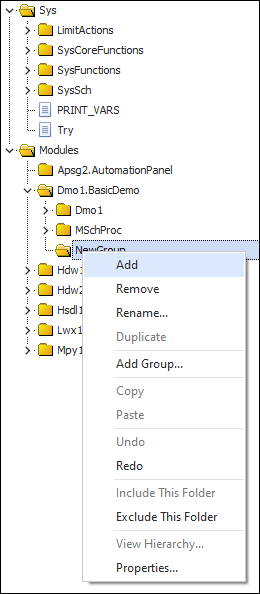 Sys
LimitActions
SysCoreFunctions
SysFunctions
SysSch
PRINT_VARS
Try
Modules
Apsg2.AutomationPanel
Dmo1.BasicDemo
Dmo1
MSchProc
NewGroup
Hdw1
Hdw2
Hsdl1
Lwx1
Mpy1
Add
Remove
Rename...
Duplicate
Add Group...
Copy
Paste
Undo
Redo
Include This Folder
Exclude This Folder
View Hierarchy...
Properties...